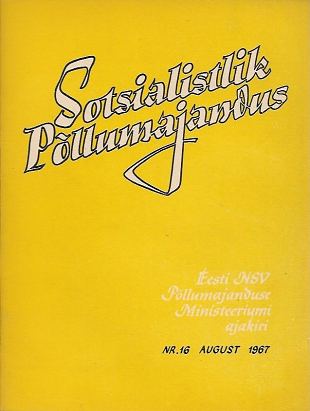 Sotsialistlik
Põllumajandus
Eesti NSV
Põllumajanduse
Ministeeriumi
ajakiri
NR. 16 AUGUST 1967